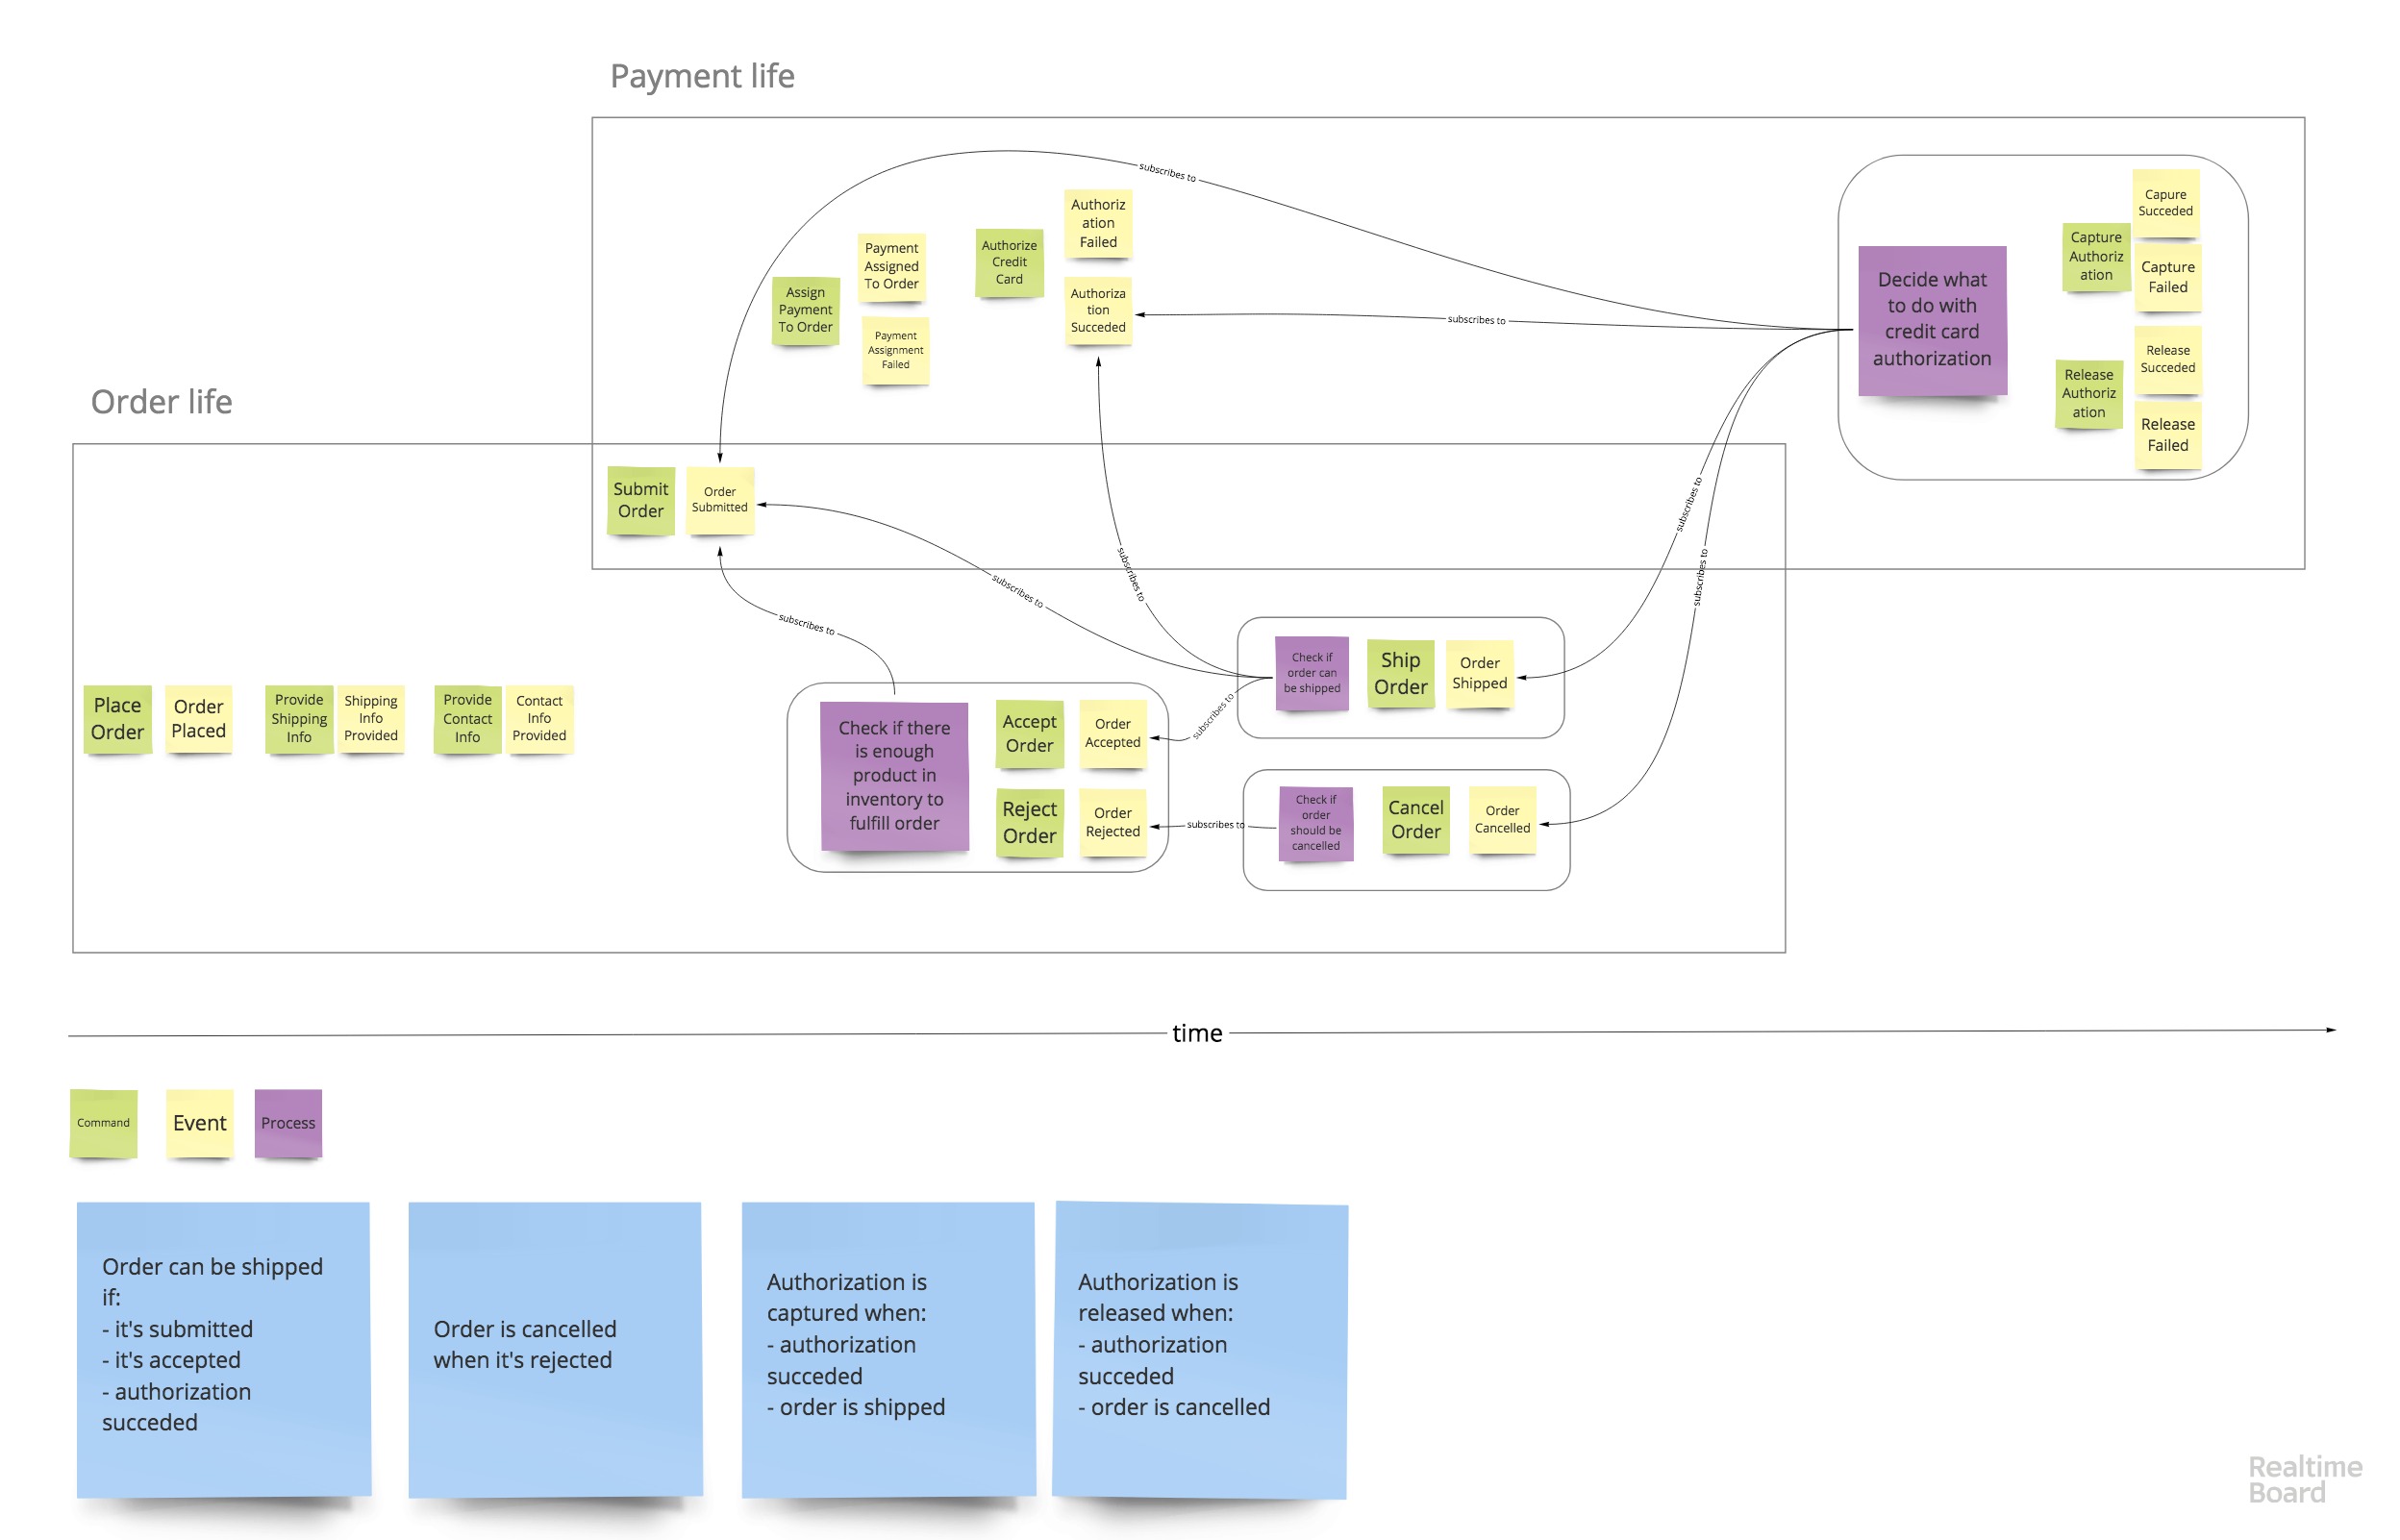 Payment life
subscribes to
Capure
Succeded
Authoriz
ation
Failed
Capture
Authoriz
ation
Payment
Assigned
To Order
Authorize
Credit
Card
Capture
Failed
Decide what
to do with
credit card
authorization
Assign
Payment
To Order
Authoriza
tion
Succeded
subscribes to
Payment
Assignment
Failed
Release
Succeded
Release
Authoriz
ation
Release
Failed
Order life
Submit
Order
Order
Submitted
subscribes to
subscribes to
subscribes to
subscribes to
subscribes to
Check if
order can
be shipped
Ship
Order
Order
Shipped
Place
Order
Order
Placed
Provide
Shipping
Info
Shipping
Info
Provided
Provide
Contact
Info
Contact
Info
Provided
Check if there
is enough
product in
inventory to
fulfill order
Accept
Order
Order
Accepted
subscribes to
Reject
Order
Order
Rejected
subscribes to
Check if
order
should be
cancelled
Cancel
Order
Order
Cancelled
time
Command
Event
Process
Order can be shipped
if:
- it's submitted
- it's accepted
- authorization
succeded
Order is cancelled
when it's rejected
Authorization is
captured when:
- authorization
succeded
- order is shipped
Authorization is
released when:
- authorization
succeded
- order is cancelled
Realtime
Board